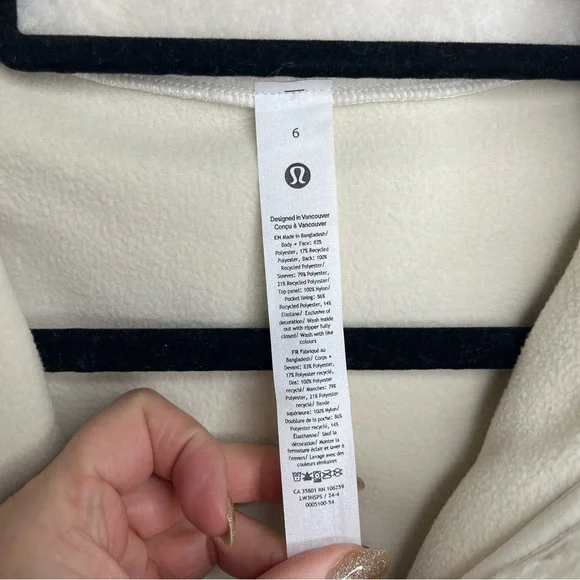 6
Designed in Vancouver
Conçu à Vancouver
EN Made in Bangladesh/
Body + Face: 83%
Polyester, 17% Recycled
Polyester, Back: 100%
Recycled Polyester/
Sleeves: 79% Polyester,
21% Recycled Polyester/
Top panel: 100% Nylon/
Pocket lining: 86%
Recycled Polyester, 14%
Elastane/ Exclusive of
decoration/ Wash inside
out with zipper fully
closed/ Wash with like
colours
FR Fabriqué au
Bangladesh/ Corps +
Devant: 83% Polyester,
17% Polyester recyclé,
Dos: 100% Polyester
recyclé/ Manches: 79%
Polyester, 21% Polyester
recyclé/ Bande
supérieure: 100% Nylon/
Doublure de la poche: 86%
Polyester recyclé, 14%
Élasthanne/ Sauf la
décoration/ Monter la
fermeture éclair et laver à
l'envers/ Lavage avec des
couleurs similaires
CA 35801 RN 106259
LW3HSPS / 24-4
0005100-54